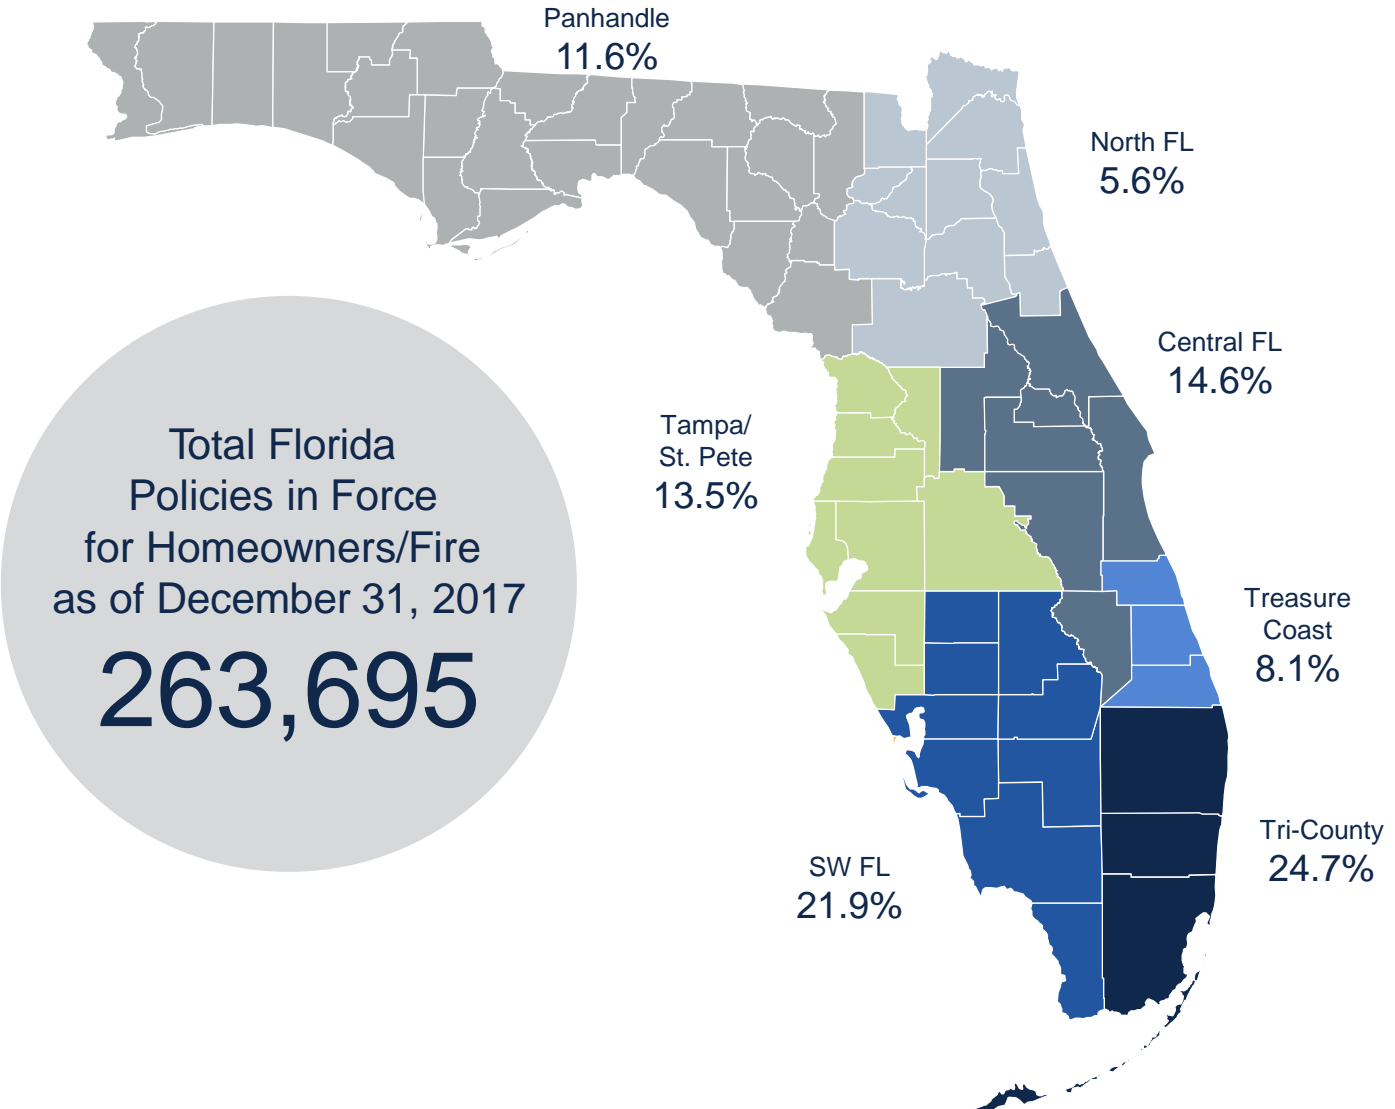 Panhandle
11.6%
North FL
5.6%
Central FL
14.6%
Tampa/
St. Pete
13.5%
Total Florida
Policies in Force
for Homeowners/Fire
as of December 31, 2017
263,695
Treasure
Coast
8.1%
Tri-County
24.7%
SW FL
21.9%